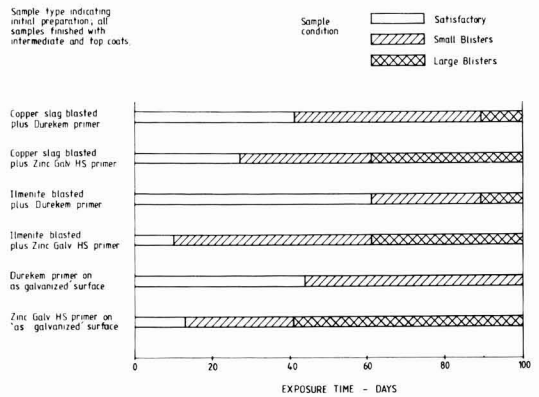 Sample type indicating
initial preparation; all
samples finished with
intermediate and top coats.
Sample
condition
Satisfactory
Small Blisters
Large Blisters
Copper slag blasted
plus Durekem primer
Copper slag blasted
plus Zinc Galv HS primer
Ilmenite blasted
plus Durekem primer
Ilmenite blasted
plus Zinc Galv HS primer
Durekem primer on
'as galvanized' surface
Zinc Galv HS primer on
'as galvanized' surface
0 20 40 60 80 100
EXPOSURE TIME - DAYS